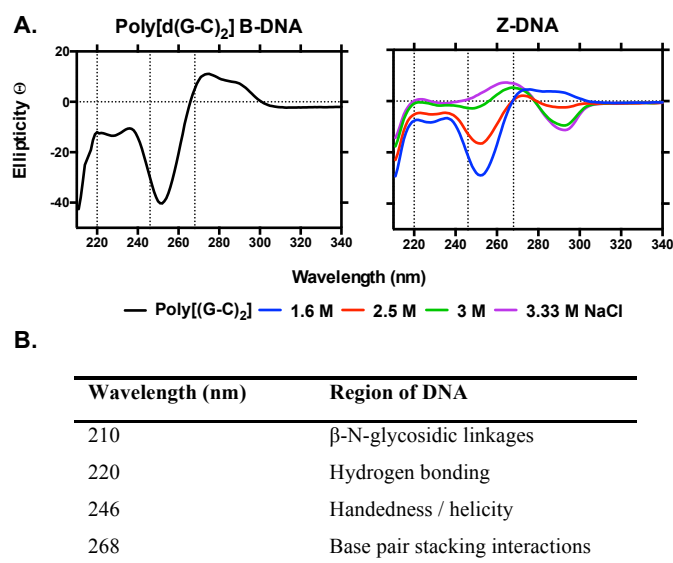 A.
Poly[d(G-C)2] B-DNA
Z-DNA
20
0
-20
-40
Ellipticity Θ
220 240 260 280 300 320 340
220 240 260 280 300 320 340
Wavelength (nm)
Poly[(G-C)2] 1.6 M 2.5 M 3 M 3.33 M NaCl
B.
Wavelength (nm) Region of DNA
210 β-N-glycosidic linkages
220 Hydrogen bonding
246 Handedness / helicity
268 Base pair stacking interactions